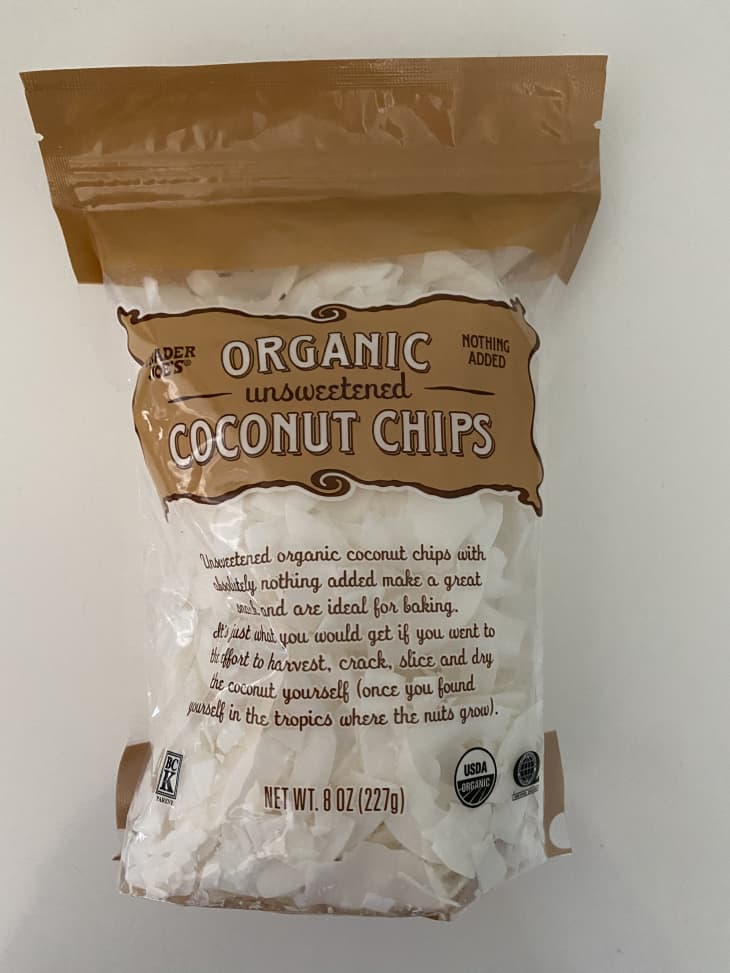 JOE'S®
ORGANIC
NOTHING
ADDED
unsweetened
COCONUT CHIPS
Unsweetened organic coconut chips with
absolutely nothing added make a great
snack and are ideal for baking.
It's just what you would get if you went to
the effort to harvest, crack, slice and dry
the coconut yourself (once you found
yourself in the tropics where the nuts grow).
BC
K
PAREVE
NET WT. 8 OZ (227g)
USDA
ORGANIC